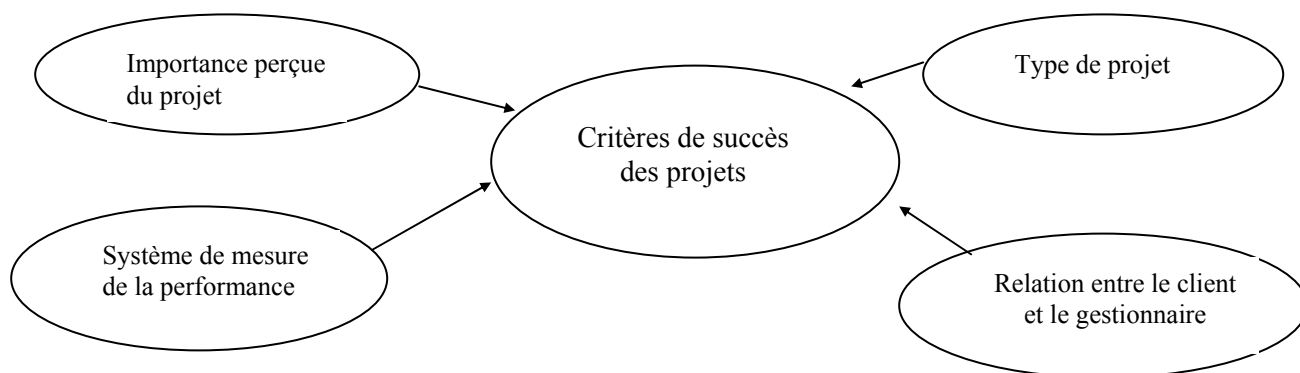 Importance perçue
du projet
Type de projet
Critères de succès
des projets
Système de mesure
de la performance
Relation entre le client
et le gestionnaire